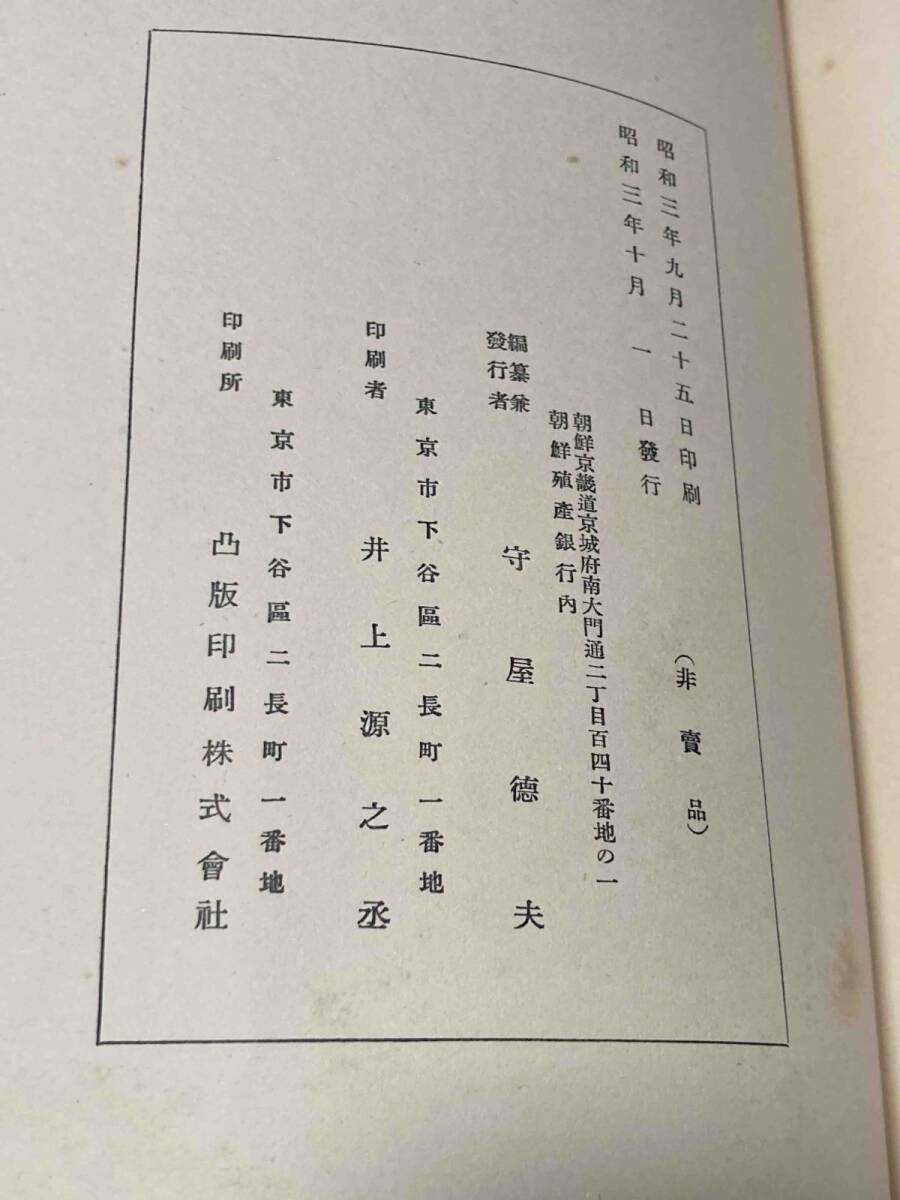 昭和三年九月二十五日印刷
昭和三年十月一日發行
（非賣品）
朝鮮京畿道京城府南大門通二丁目百四十番地の一
朝鮮殖產銀行內
編纂兼
發行者
守屋德夫
東京市下谷區二長町一番地
印刷者
井上源之丞
東京市下谷區二長町一番地
印刷所
凸版印刷株式會社